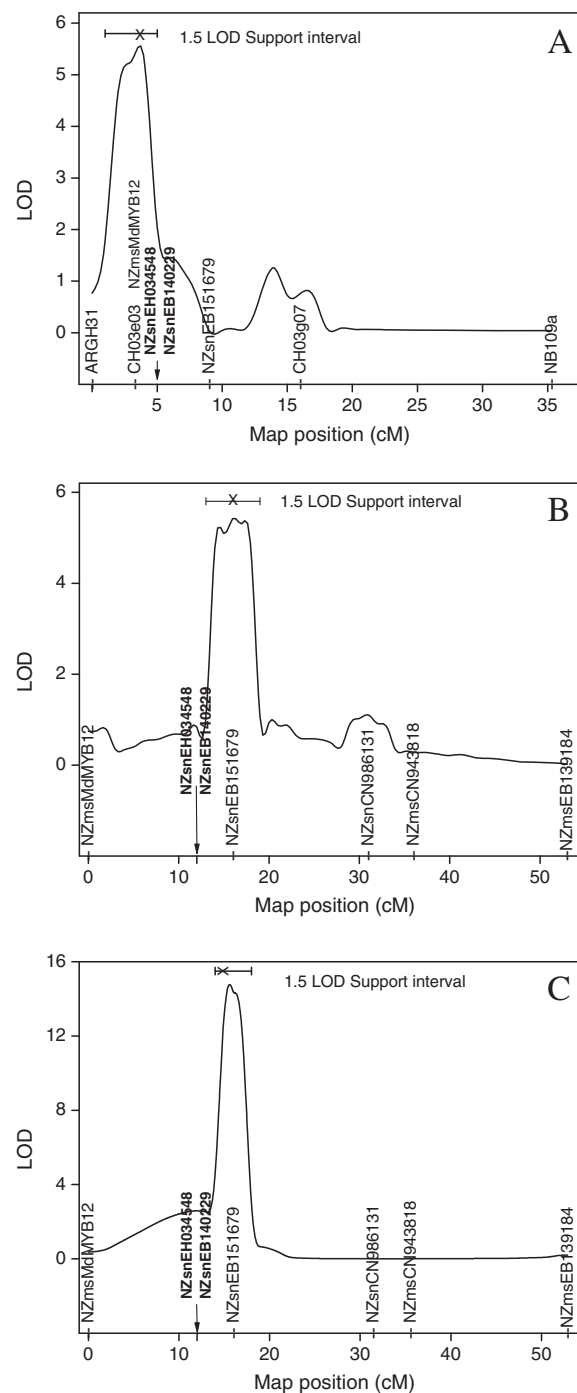 A
1.5 LOD Support interval
6
5
4
3
2
1
0
LOD
ARGH31
CH03e03
NZmsMdMYB12
NZsnEH034548
NZsnEB140229
NZsnEB151679
CH03g07
NB109a
5 10 15 20 25 30 35
Map position (cM)
B
1.5 LOD Support interval
6
4
2
0
LOD
NZmsMdMYB12
NZsnEH034548
NZsnEB140229
NZsnEB151679
NZsnCN986131
NZmsCN943818
NZmsEB139184
0 10 20 30 40 50
Map position (cM)
C
1.5 LOD Support interval
16
12
8
4
0
LOD
NZmsMdMYB12
NZsnEH034548
NZsnEB140229
NZsnEB151679
NZsnCN986131
NZmsCN943818
NZmsEB139184
0 10 20 30 40 50
Map position (cM)